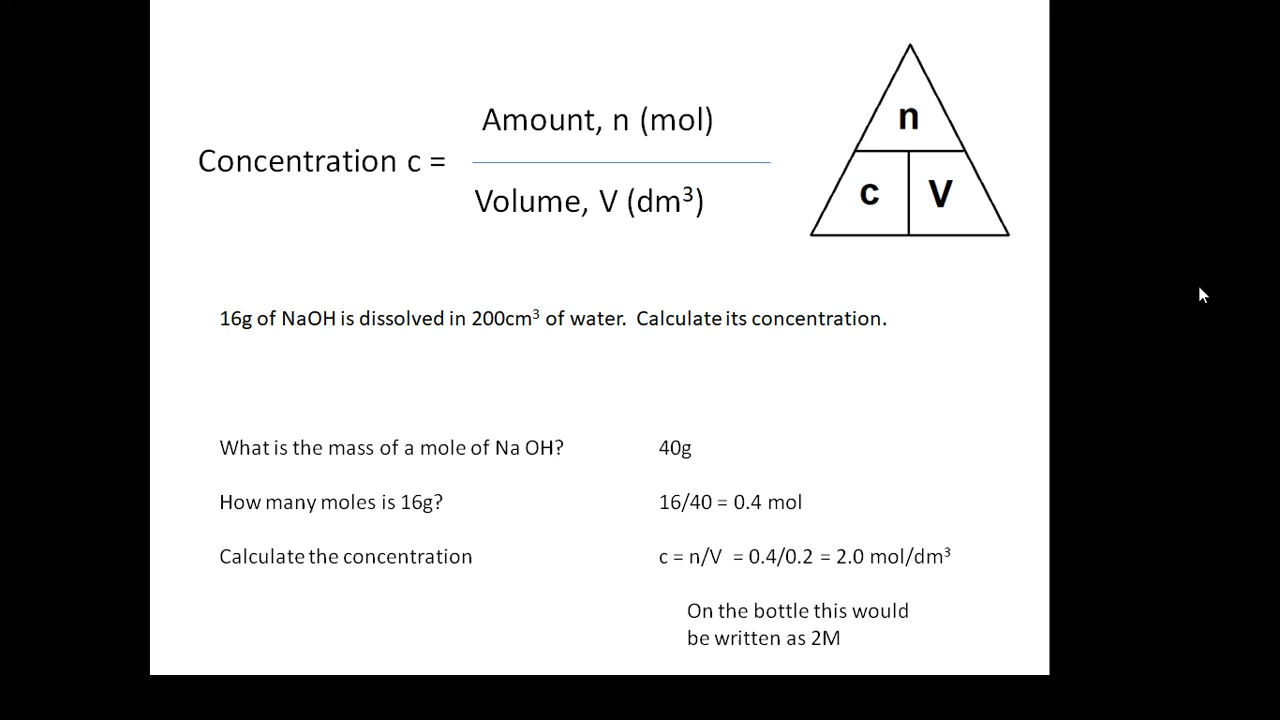 Amount, n (mol)
Concentration c =
Volume, V (dm³)
n
c V
16g of NaOH is dissolved in 200cm³ of water. Calculate its concentration.
What is the mass of a mole of Na OH? 40g
How many moles is 16g? 16/40 = 0.4 mol
Calculate the concentration c = n/V = 0.4/0.2 = 2.0 mol/dm³
On the bottle this would
be written as 2M